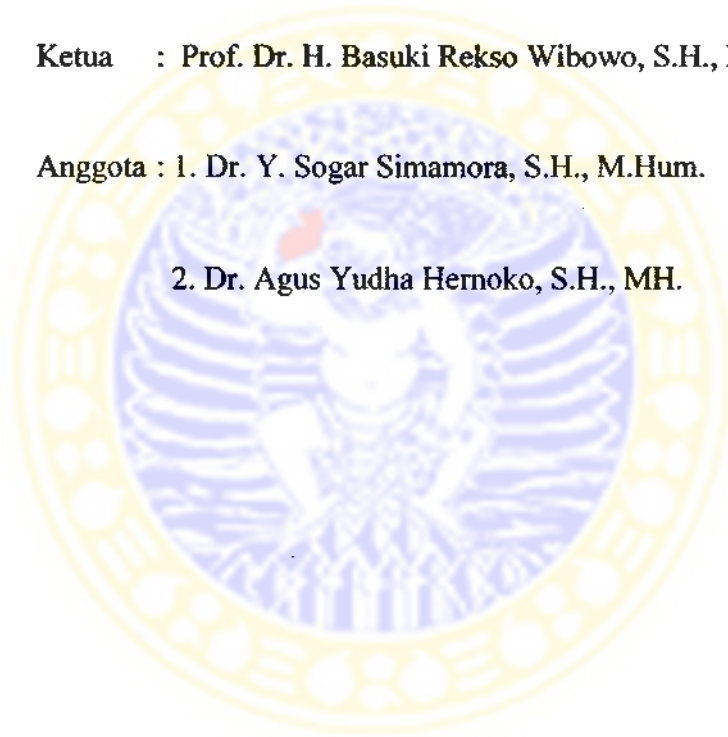 Ketua : Prof. Dr. H. Basuki Rekso Wibowo, S.H.,
Anggota : 1. Dr. Y. Sogar Simamora, S.H., M.Hum.
2. Dr. Agus Yudha Hernoko, S.H., MH.